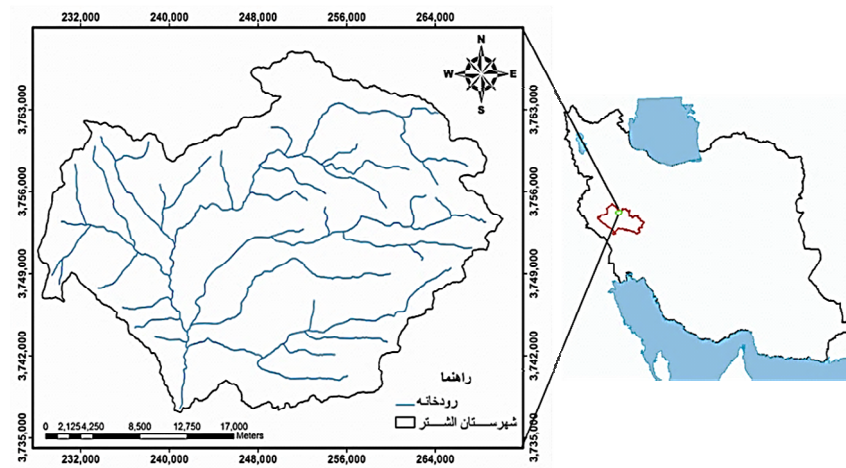 232,000 240,000 248,000 256,000 264,000
N
W E
S
3,763,000 3,763,000
3,756,000 3,756,000
3,749,000 3,749,000
3,742,000 3,742,000
3,735,000 3,735,000
راهنما
رودخانه
شهرستان الشتر
0 2,1254,250 8,500 12,750 17,000
Meters
232,000 240,000 248,000 256,000 264,000